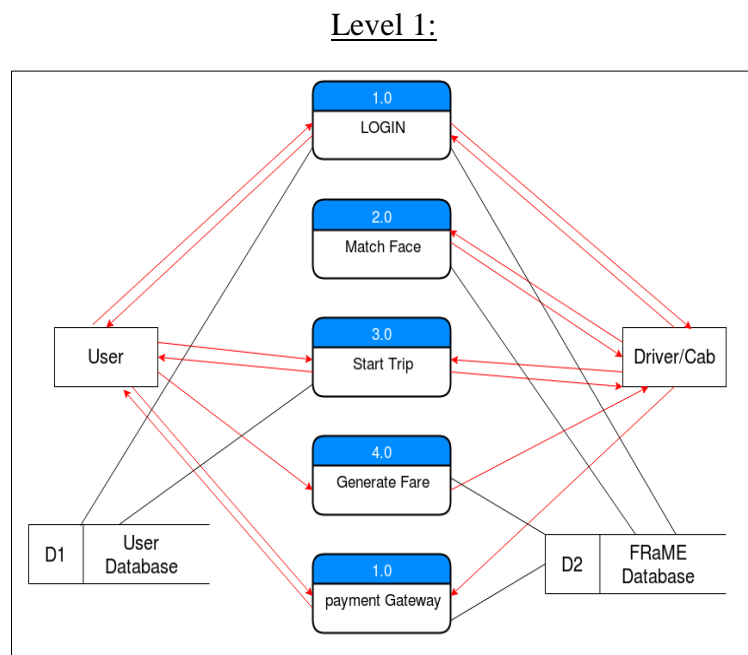 Level 1:
1.0
LOGIN
2.0
Match Face
User
3.0
Start Trip
Driver/Cab
4.0
Generate Fare
D1
User
Database
1.0
payment Gateway
D2
FRaME
Database